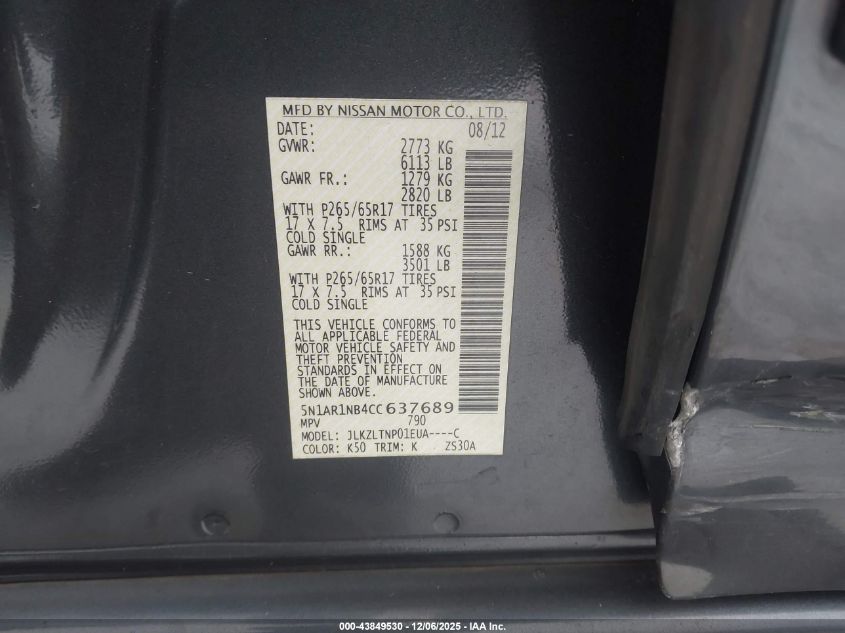 MFD BY NISSAN MOTOR CO., LTD.
DATE: 08/12
GVWR: 2773 KG
6113 LB
GAWR FR.: 1279 KG
2820 LB
WITH P265/65R17 TIRES
17 X 7.5 RIMS AT 35 PSI
COLD SINGLE
GAWR RR.: 1588 KG
3501 LB
WITH P265/65R17 TIRES
17 X 7.5 RIMS AT 35 PSI
COLD SINGLE
THIS VEHICLE CONFORMS TO
ALL APPLICABLE FEDERAL
MOTOR VEHICLE SAFETY AND
THEFT PREVENTION
STANDARDS IN EFFECT ON
THE DATE OF MANUFACTURE
SHOWN ABOVE.
5N1AR1NB4CC637689
MPV 790
MODEL: JLKZLTNP01EUA----C
COLOR: K50 TRIM: K ZS30A
000-43849530 - 12/06/2025 - IAA Inc.